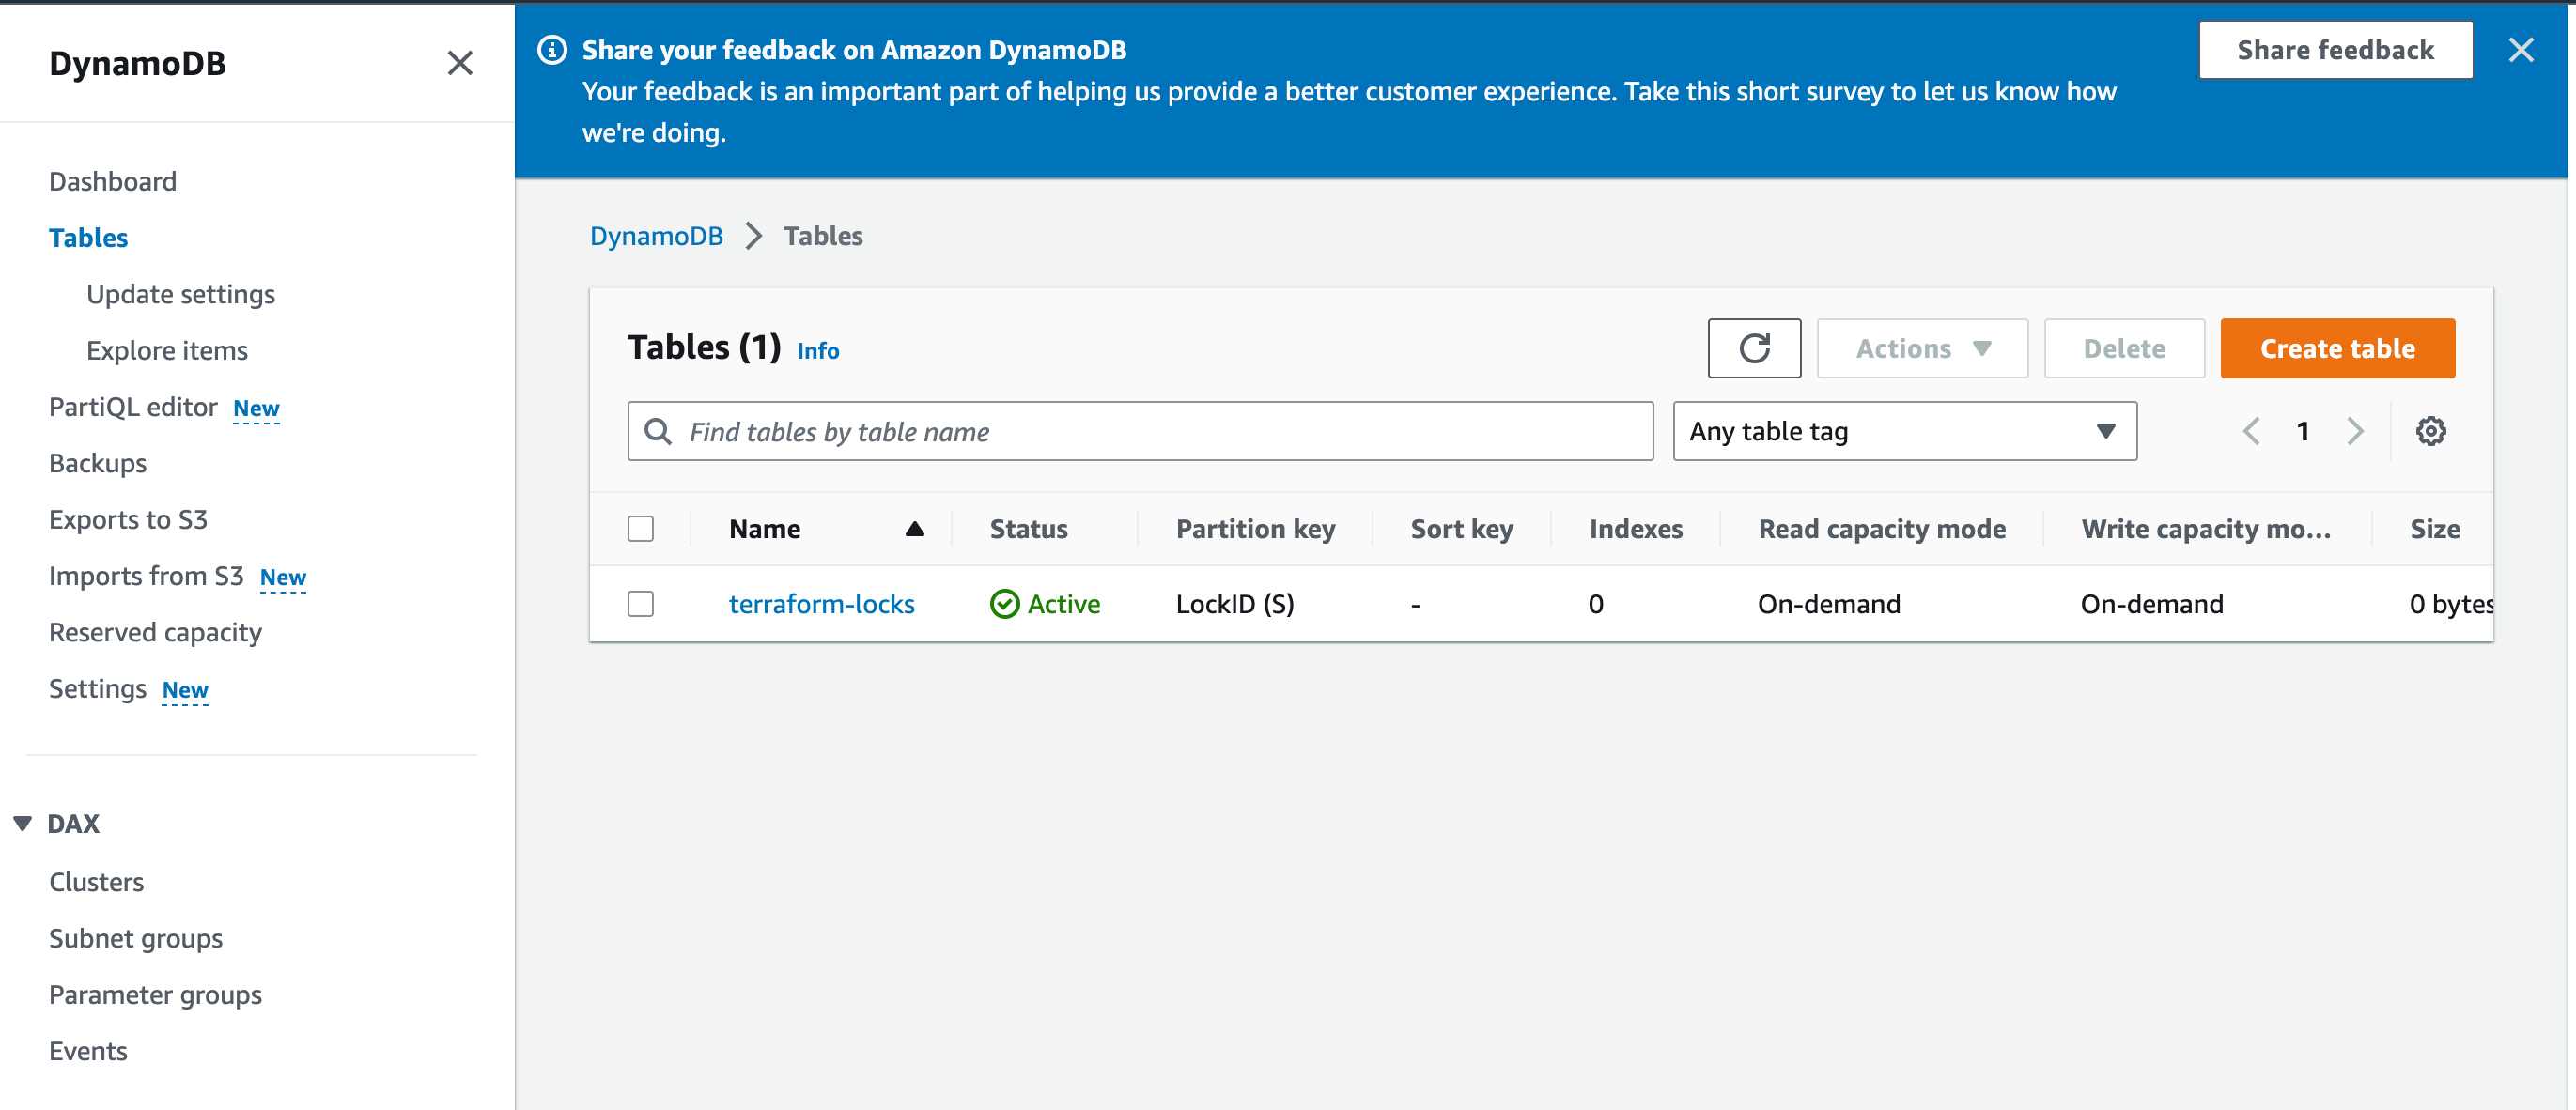 DynamoDB
Dashboard
Tables
Update settings
Explore items
PartiQL editor New
Backups
Exports to S3
Imports from S3 New
Reserved capacity
Settings New
DAX
Clusters
Subnet groups
Parameter groups
Events
Share your feedback on Amazon DynamoDB
Your feedback is an important part of helping us provide a better customer experience. Take this short survey to let us know how
we're doing.
Share feedback
DynamoDB Tables
Tables (1) Info
Actions Delete Create table
Find tables by table name Any table tag 1
Name Status Partition key Sort key Indexes Read capacity mode Write capacity mo... Size
terraform-locks Active LockID (S) - 0 On-demand On-demand 0 bytes